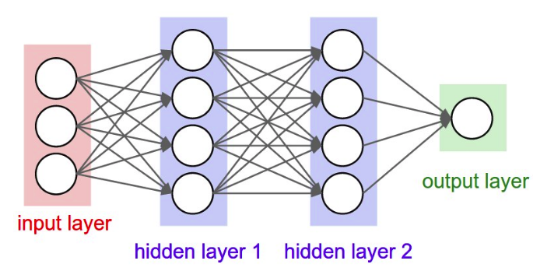 input layer
hidden layer 1
hidden layer 2
output layer